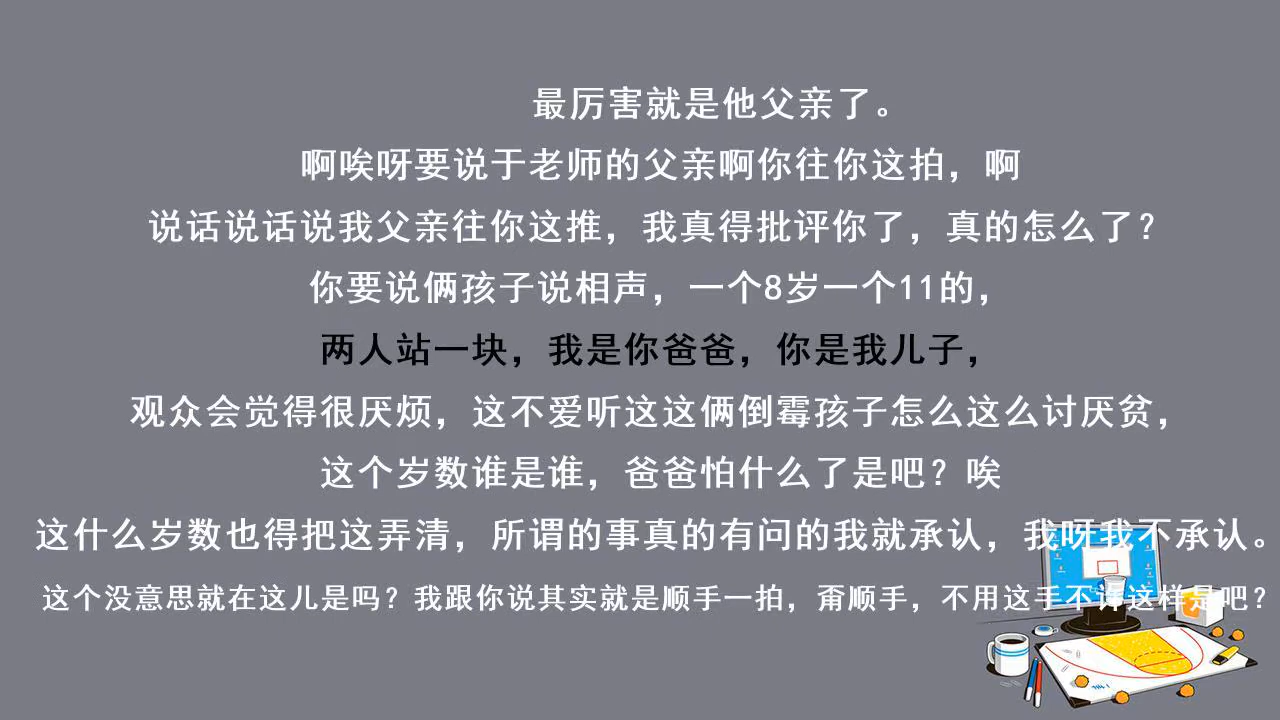 最厉害就是他父亲了。
啊唉呀要说于老师的父亲啊你往你这拍，啊
说话说话说我父亲往你这推，我真得批评你了，真的怎么了？
你要说俩孩子说相声，一个8岁一个11的，
两人站一块，我是你爸爸，你是我儿子，
观众会觉得很厌烦，这不爱听这这俩倒霉孩子怎么这么讨厌贫，
这个岁数谁是谁，爸爸怕什么了是吧？唉
这什么岁数也得把这弄清，所谓的事真的有问的我就承认，我呀我不承认。
这个没意思就在这儿是吗？我跟你说其实就是顺手一拍，甭顺手，不用这手不许这样是吧？